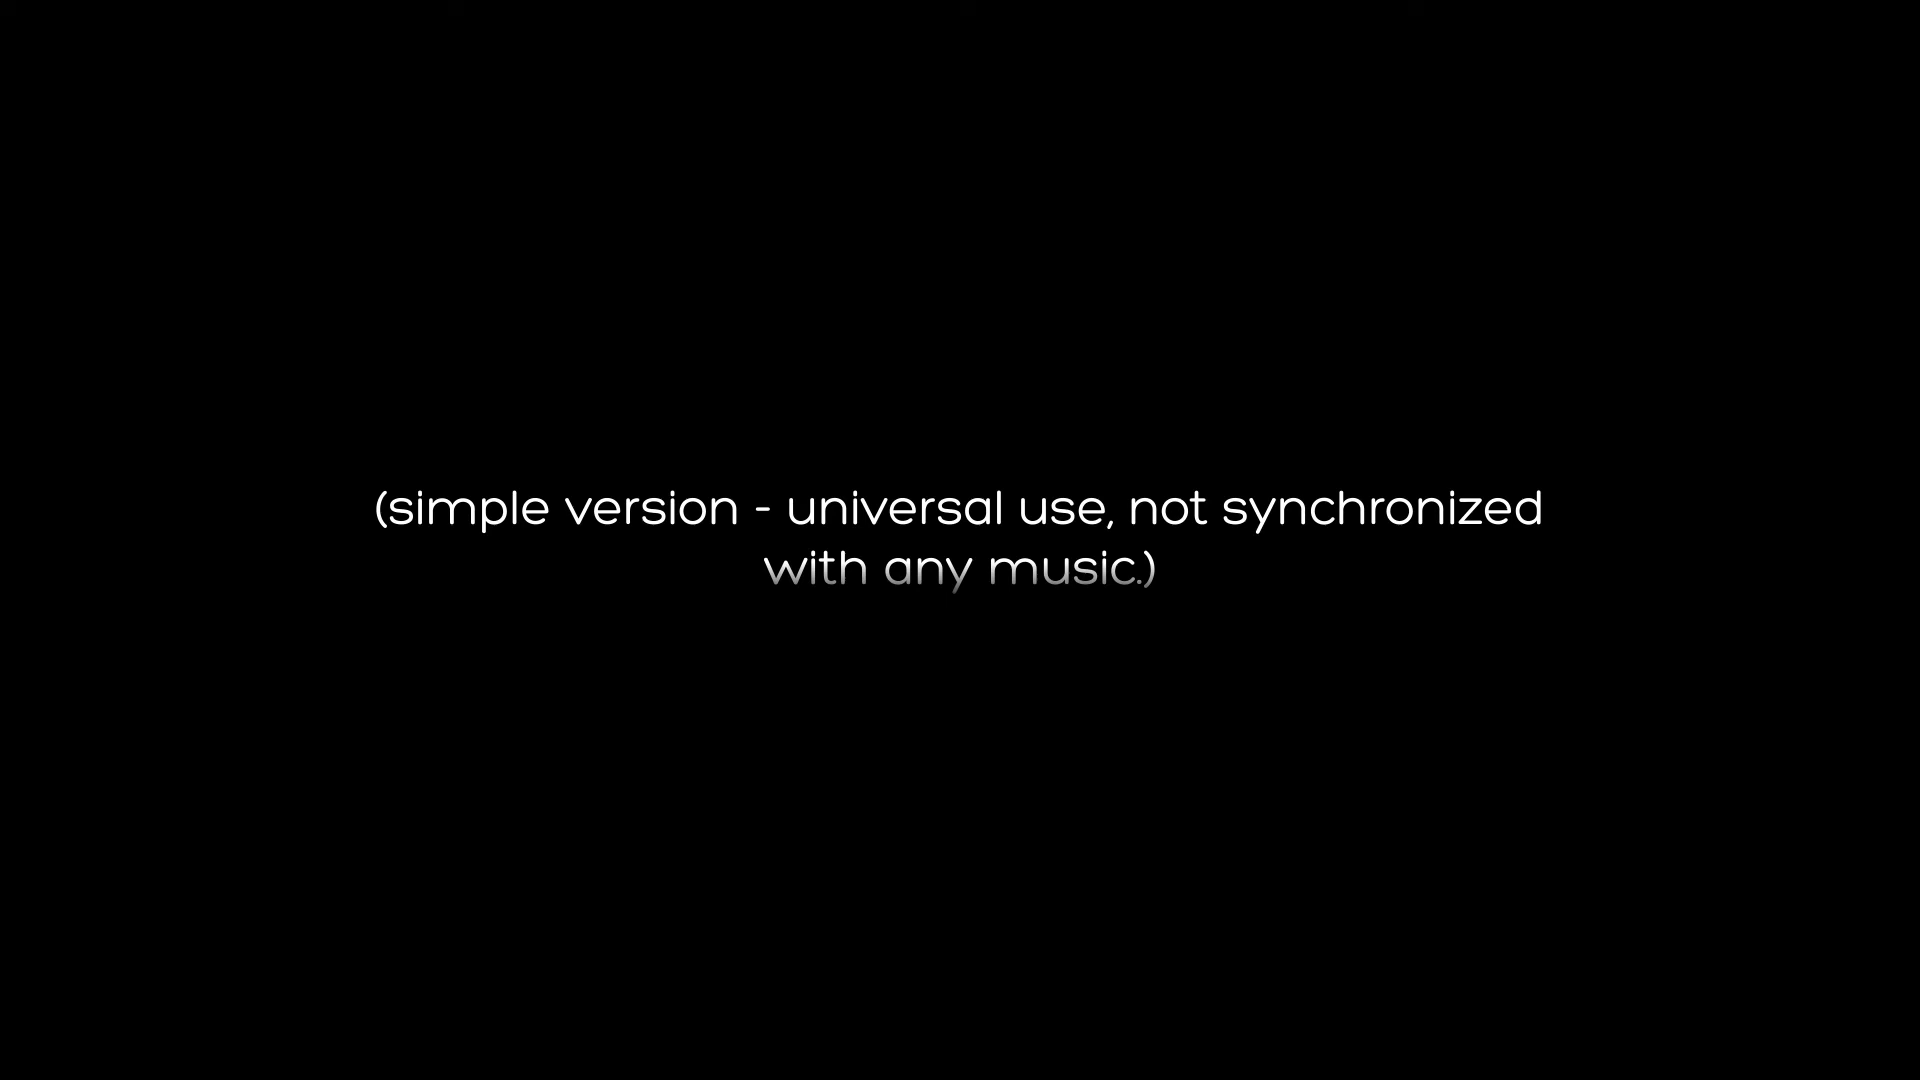 (simple version - universal use, not synchronized
with any music.)